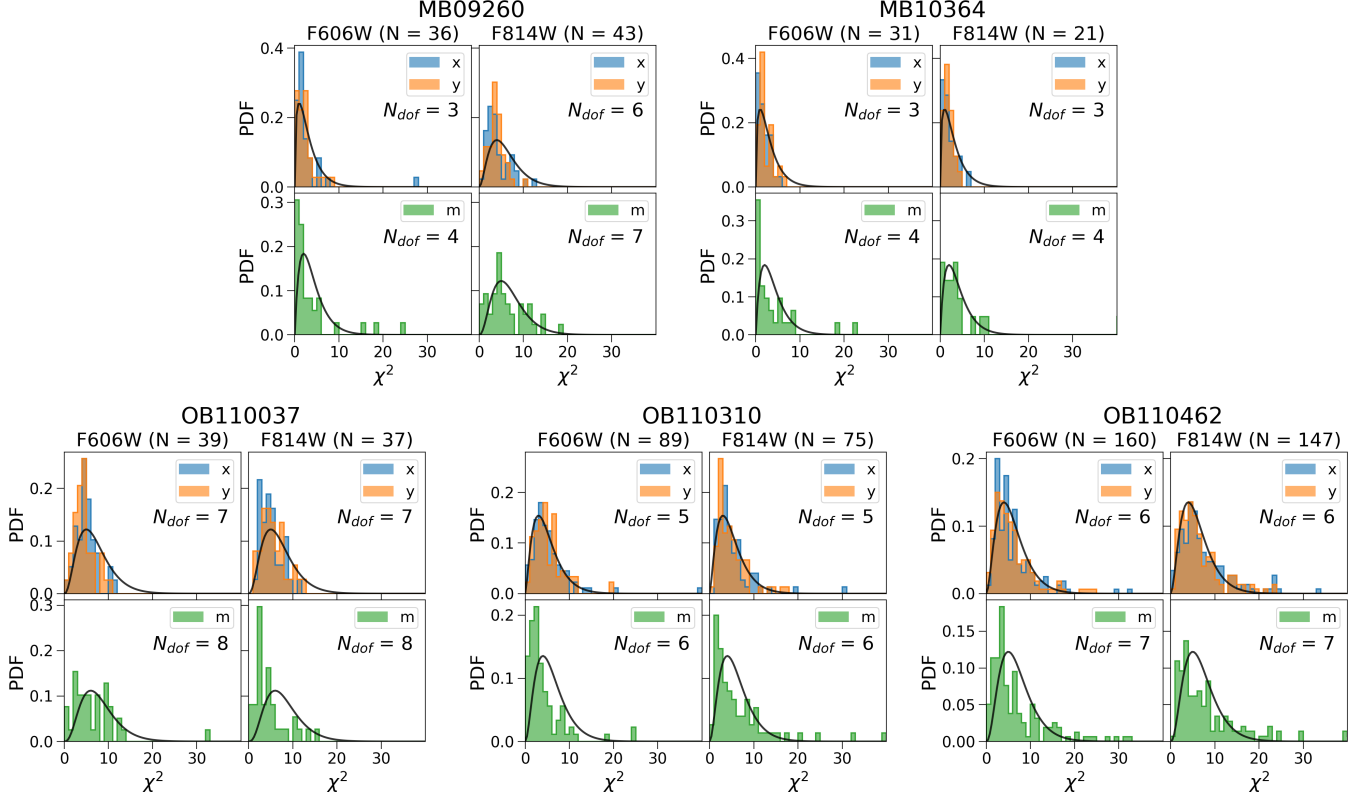 MB09260
F606W (N = 36) F814W (N = 43)
0.4
0.2
0.0
PDF
x
y
N_dof = 3
x
y
N_dof = 6
0.3
0.2
0.1
0.0
PDF
m
N_dof = 4
m
N_dof = 7
0 10 20 30 0 10 20 30
χ² χ²
MB10364
F606W (N = 31) F814W (N = 21)
0.4
0.2
0.0
PDF
x
y
N_dof = 3
x
y
N_dof = 3
0.3
0.2
0.1
0.0
PDF
m
N_dof = 4
m
N_dof = 4
0 10 20 30 0 10 20 30
χ² χ²
OB110037
F606W (N = 39) F814W (N = 37)
0.2
0.1
0.0
PDF
x
y
N_dof = 7
x
y
N_dof = 7
0.3
0.2
0.1
0.0
PDF
m
N_dof = 8
m
N_dof = 8
0 10 20 30 0 10 20 30
χ² χ²
OB110310
F606W (N = 89) F814W (N = 75)
0.2
0.1
0.0
PDF
x
y
N_dof = 5
x
y
N_dof = 5
0.2
0.1
0.0
PDF
m
N_dof = 6
m
N_dof = 6
0 10 20 30 0 10 20 30
χ² χ²
OB110462
F606W (N = 160) F814W (N = 147)
0.2
0.1
0.0
PDF
x
y
N_dof = 6
x
y
N_dof = 6
0.15
0.10
0.05
0.00
PDF
m
N_dof = 7
m
N_dof = 7
0 10 20 30 0 10 20 30
χ² χ²